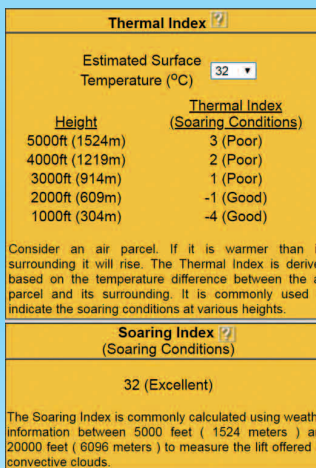 Thermal Index ?
Estimated Surface 32
Temperature (ºC)
Thermal Index
Height (Soaring Conditions)
5000ft (1524m) 3 (Poor)
4000ft (1219m) 2 (Poor)
3000ft (914m) 1 (Poor)
2000ft (609m) -1 (Good)
1000ft (304m) -4 (Good)
Consider an air parcel. If it is warmer than
surrounding it will rise. The Thermal Index is
based on the temperature difference between the
parcel and its surrounding. It is commonly used
indicate the soaring conditions at various heights.
Soaring Index ?
(Soaring Conditions)
32 (Excellent)
The Soaring Index is commonly calculated using
information between 5000 feet ( 1524 meters )
20000 feet ( 6096 meters ) to measure the lift offered
convective clouds.